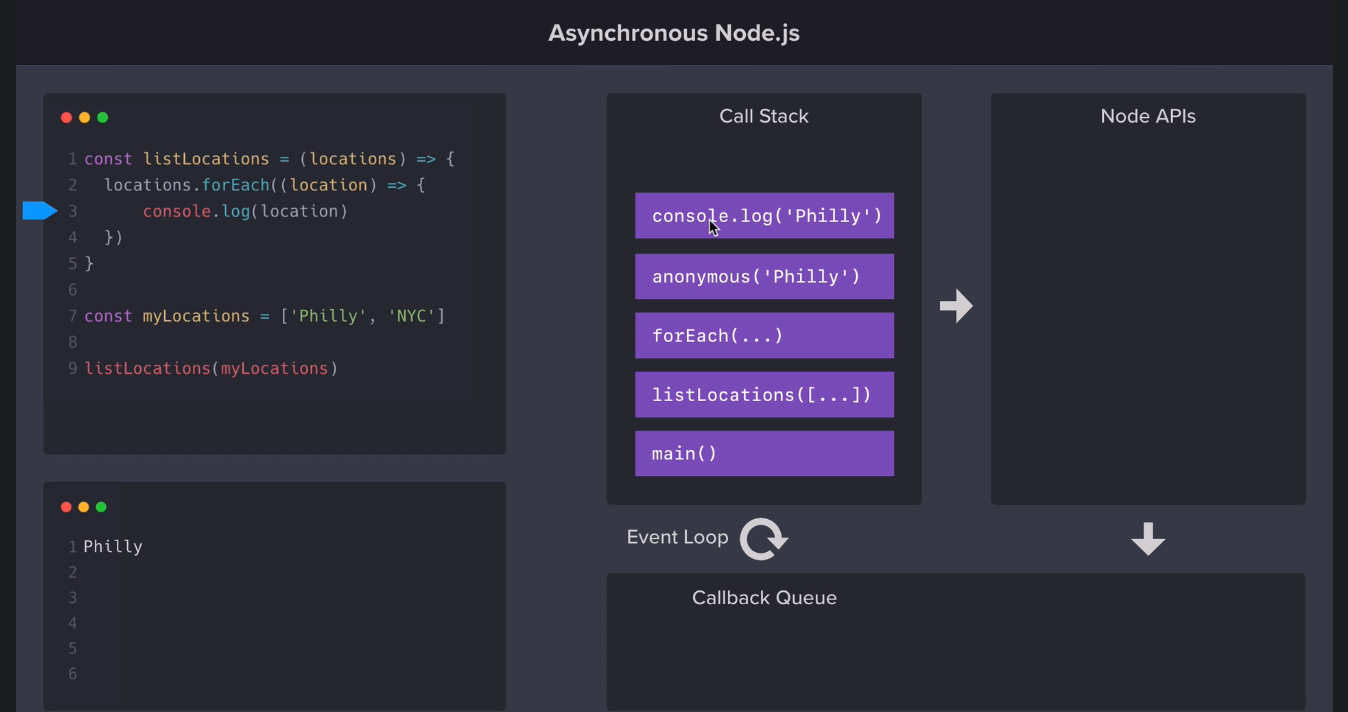 Asynchronous Node.js
1 const listLocations = (locations) => {
2 locations.forEach((location) => {
3 console.log(location)
4 })
5 }
6
7 const myLocations = ['Philly', 'NYC']
8
9 listLocations(myLocations)
1 Philly
2
3
4
5
6
Call Stack
console.log('Philly')
anonymous('Philly')
forEach(...)
listLocations([...])
main()
Node APIs
Event Loop
Callback Queue